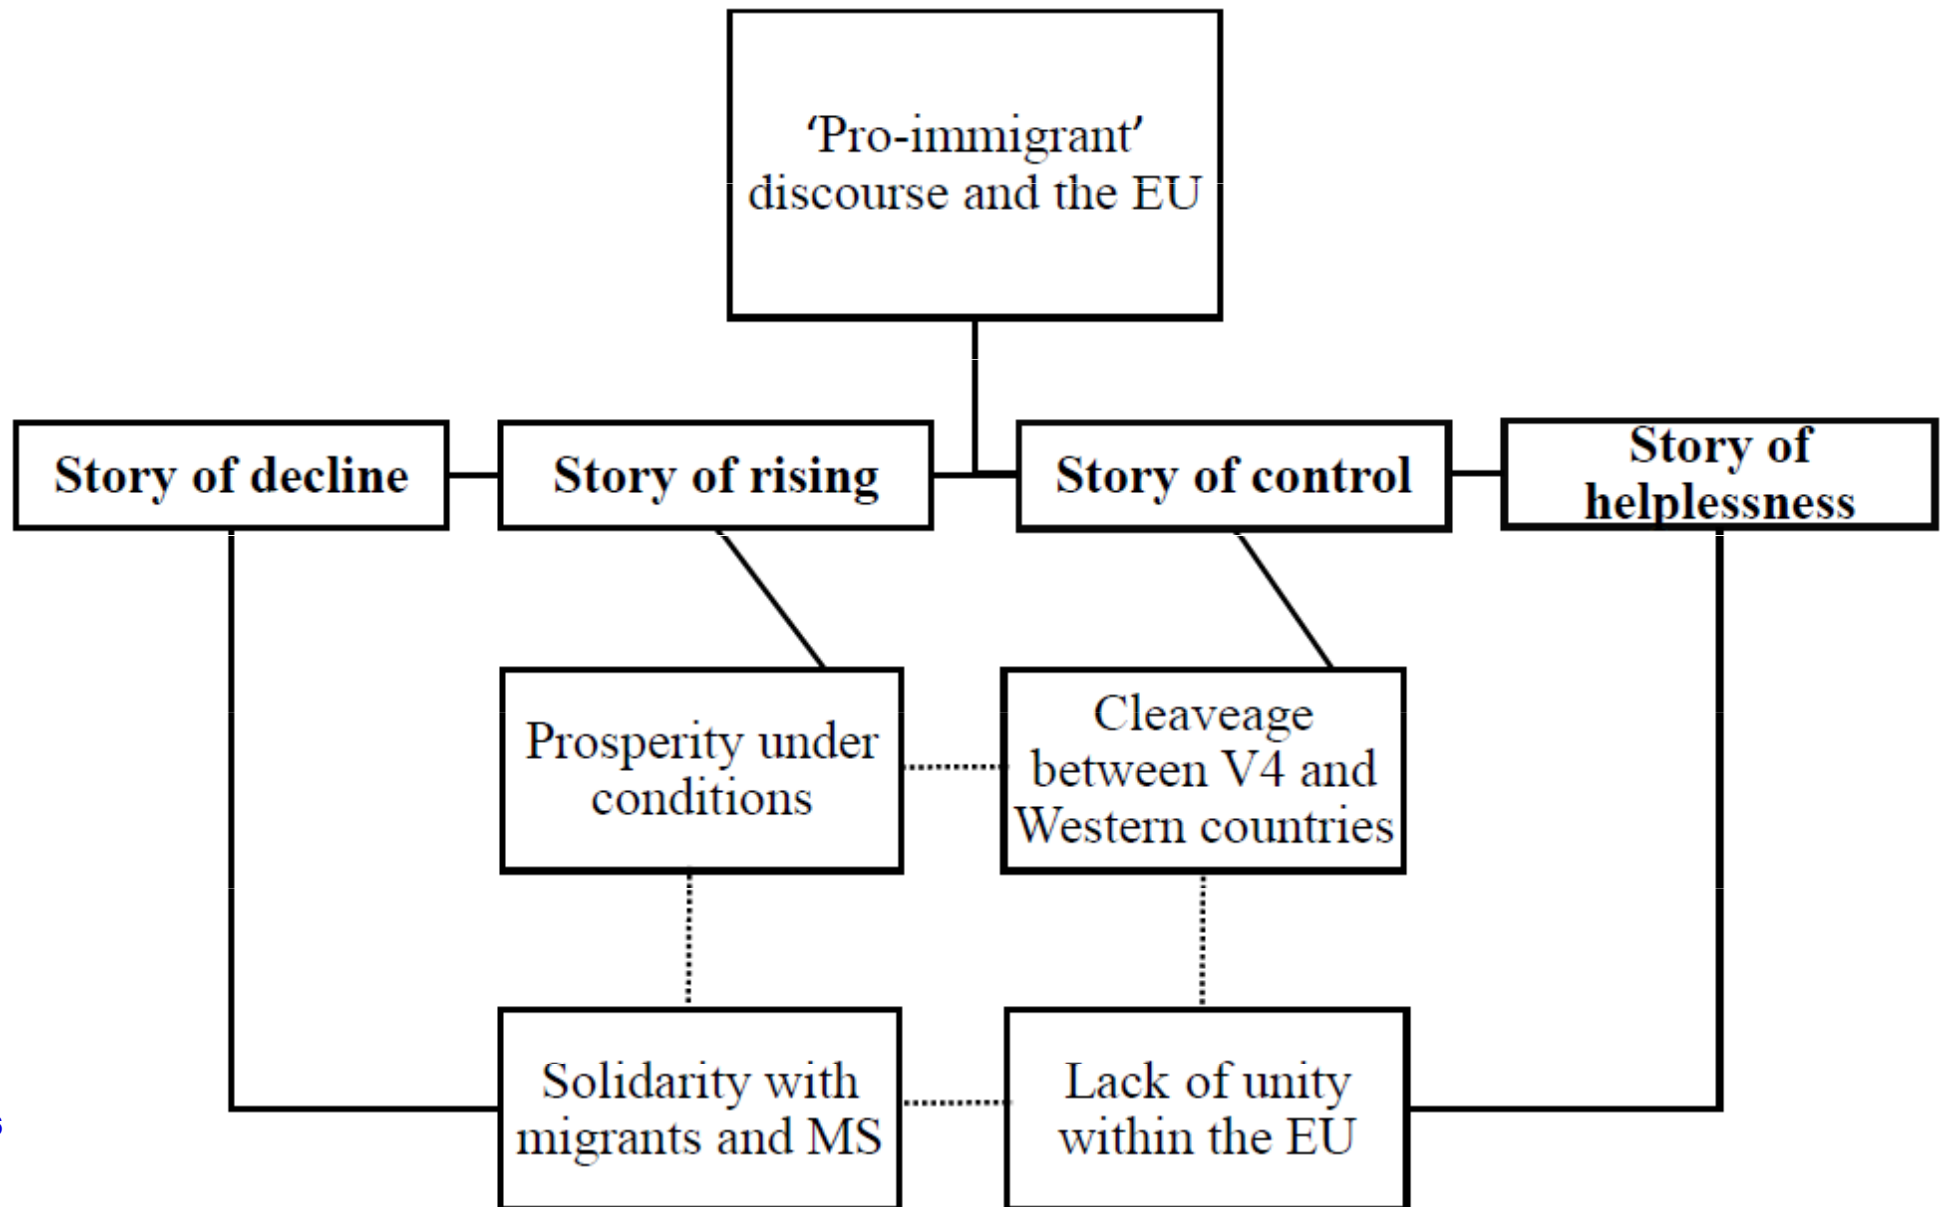 ‘Pro-immigrant’
discourse and the EU
Story of decline
Story of rising
Story of control
Story of
helplessness
Prosperity under
conditions
Cleaveage
between V4 and
Western countries
Solidarity with
migrants and MS
Lack of unity
within the EU